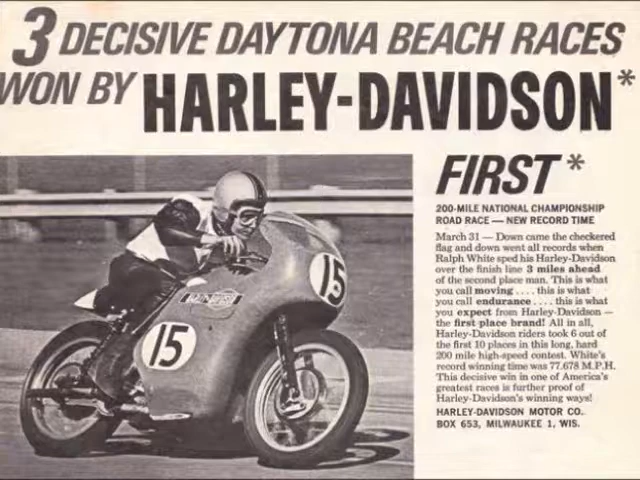 3 DECISIVE DAYTONA BEACH RACES
WON BY HARLEY-DAVIDSON*
FIRST*
200-MILE NATIONAL CHAMPIONSHIP
ROAD RACE — NEW RECORD TIME
March 31 — Down came the checkered
flag and down went all records when
Ralph White sped his Harley-Davidson
over the finish line 3 miles ahead
of the second place man. This is what
you call moving . . . . this is what
you call endurance . . . . this is what
you expect from Harley-Davidson —
the first place brand! All in all,
Harley-Davidson riders took 6 out of
the first 10 places in this long, hard
200 mile high-speed contest. White's
record winning time was 77.678 M.P.H.
This decisive win in one of America's
greatest races is further proof of
Harley-Davidson's winning ways!
HARLEY-DAVIDSON MOTOR CO.
BOX 653, MILWAUKEE 1, WIS.
15
HARLEY-DAVIDSON
15